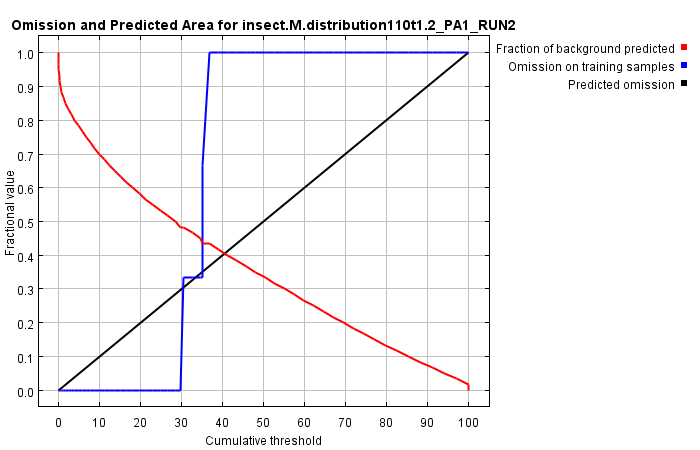 Omission and Predicted Area for insect.M.distribution110t1.2_PA1_RUN2
Fraction of background predicted
Omission on training samples
Predicted omission
Fractional value
1.0
0.9
0.8
0.7
0.6
0.5
0.4
0.3
0.2
0.1
0.0
0 10 20 30 40 50 60 70 80 90 100
Cumulative threshold